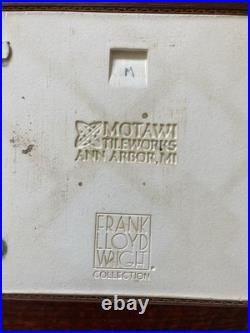 M
MOTAWI
TILEWORKS
ANN ARBOR, MI
FRANK
LLOYD
WRIGHT
COLLECTION